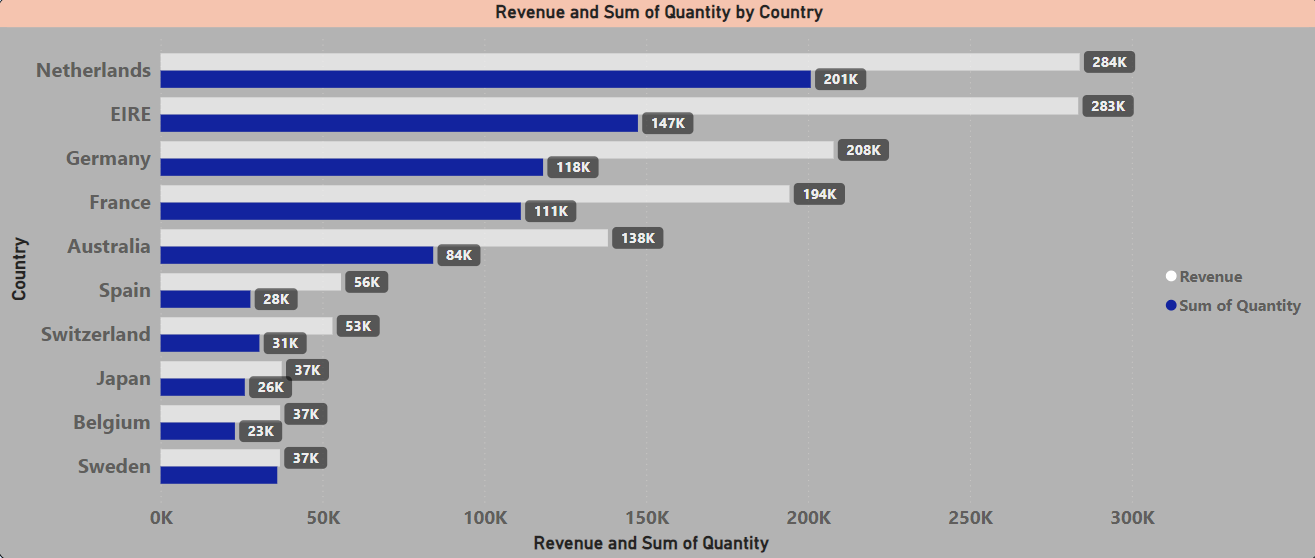 Revenue and Sum of Quantity by Country
Netherlands 284K
201K
EIRE 283K
147K
Germany 208K
118K
France 194K
111K
Australia 138K
84K
Spain 56K
28K
Switzerland 53K
31K
Japan 37K
26K
Belgium 37K
23K
Sweden 37K
Country
Revenue
Sum of Quantity
0K 50K 100K 150K 200K 250K 300K
Revenue and Sum of Quantity